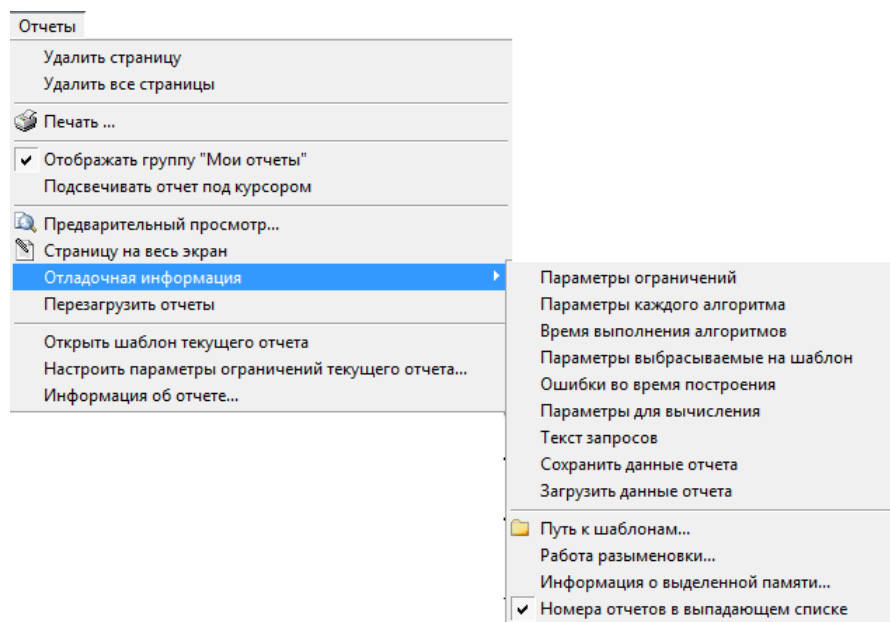 Отчеты
Удалить страницу
Удалить все страницы
Печать ...
Отображать группу "Мои отчеты"
Подсвечивать отчет под курсором
Предварительный просмотр...
Страницу на весь экран
Отладочная информация
Перезагрузить отчеты
Открыть шаблон текущего отчета
Настроить параметры ограничений текущего отчета...
Информация об отчете...
Параметры ограничений
Параметры каждого алгоритма
Время выполнения алгоритмов
Параметры выбрасываемые на шаблон
Ошибки во время построения
Параметры для вычисления
Текст запросов
Сохранить данные отчета
Загрузить данные отчета
Путь к шаблонам...
Работа разыменовки...
Информация о выделенной памяти...
Номера отчетов в выпадающем списке